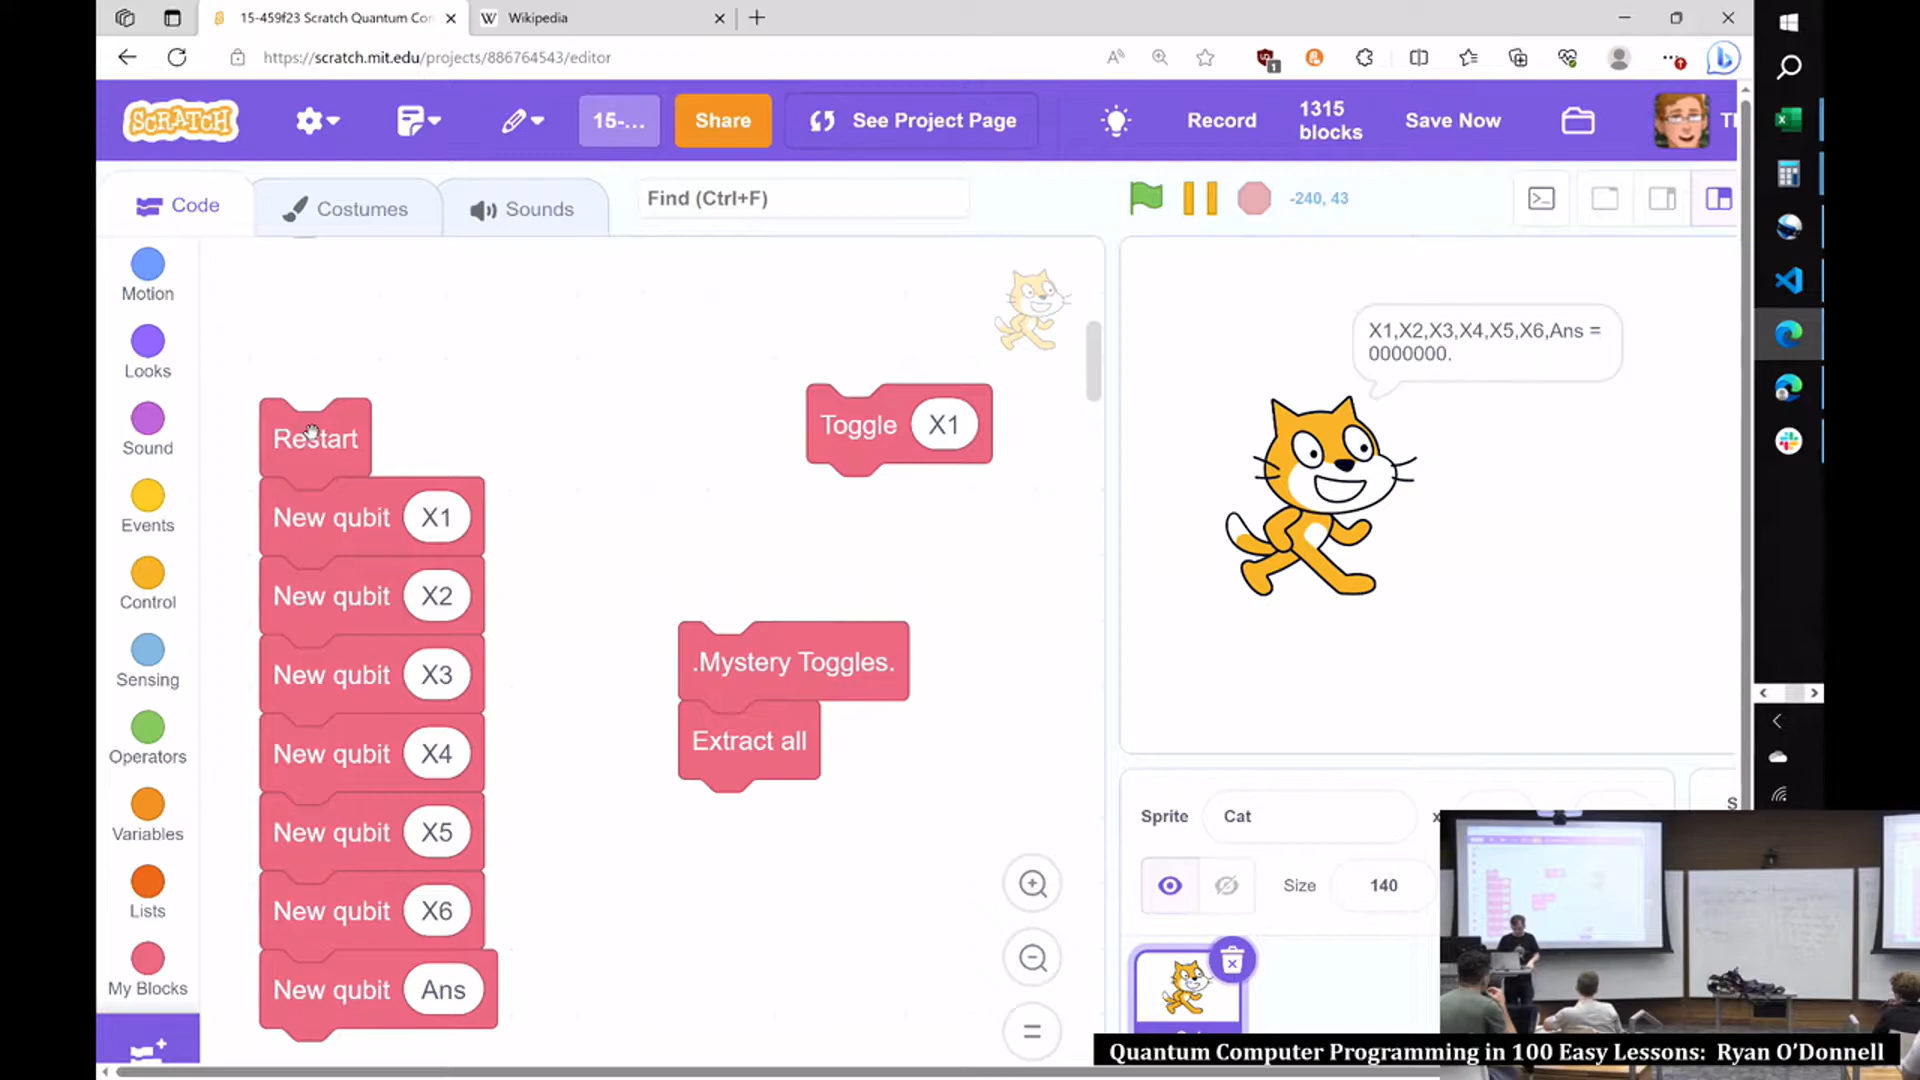 15-459f23 Scratch Quantum Co
Wikipedia
https://scratch.mit.edu/projects/886764543/editor
SCRATCH
15-...
Share
See Project Page
Record
1315
blocks
Save Now
Code
Costumes
Sounds
Find (Ctrl+F)
-240, 43
Motion
Looks
Sound
Events
Control
Sensing
Operators
Variables
Lists
My Blocks
Restart
New qubit X1
New qubit X2
New qubit X3
New qubit X4
New qubit X5
New qubit X6
New qubit Ans
Toggle X1
.Mystery Toggles.
Extract all
X1,X2,X3,X4,X5,X6,Ans =
0000000.
Sprite Cat
Size 140
Quantum Computer Programming in 100 Easy Lessons: Ryan O'Donnell